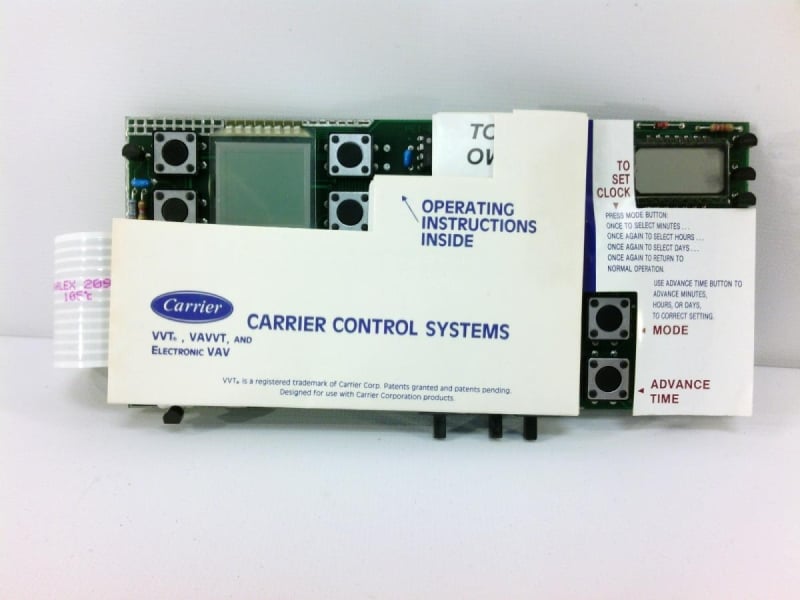 TO
SET
CLOCK
PRESS MODE BUTTON:
ONCE TO SELECT MINUTES . . .
ONCE AGAIN TO SELECT HOURS . . .
ONCE AGAIN TO SELECT DAYS . . .
ONCE AGAIN TO RETURN TO
NORMAL OPERATION.
USE ADVANCE TIME BUTTON TO
ADVANCE MINUTES,
HOURS, OR DAYS,
TO CORRECT SETTING.
MODE
ADVANCE
TIME
OPERATING
INSTRUCTIONS
INSIDE
Carrier
CARRIER CONTROL SYSTEMS
VVT®, VAVVT, AND
ELECTRONIC VAV
VVT® is a registered trademark of Carrier Corp. Patents granted and patents pending.
Designed for use with Carrier Corporation products.
105°C